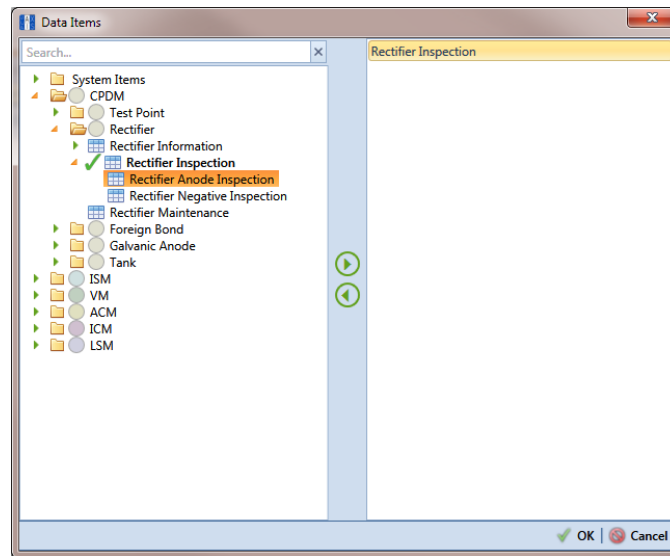 Data Items
Search...
Rectifier Inspection
System Items
CPDM
Test Point
Rectifier
Rectifier Information
Rectifier Inspection
Rectifier Anode Inspection
Rectifier Negative Inspection
Rectifier Maintenance
Foreign Bond
Galvanic Anode
Tank
ISM
VM
ACM
ICM
LSM
OK | Cancel